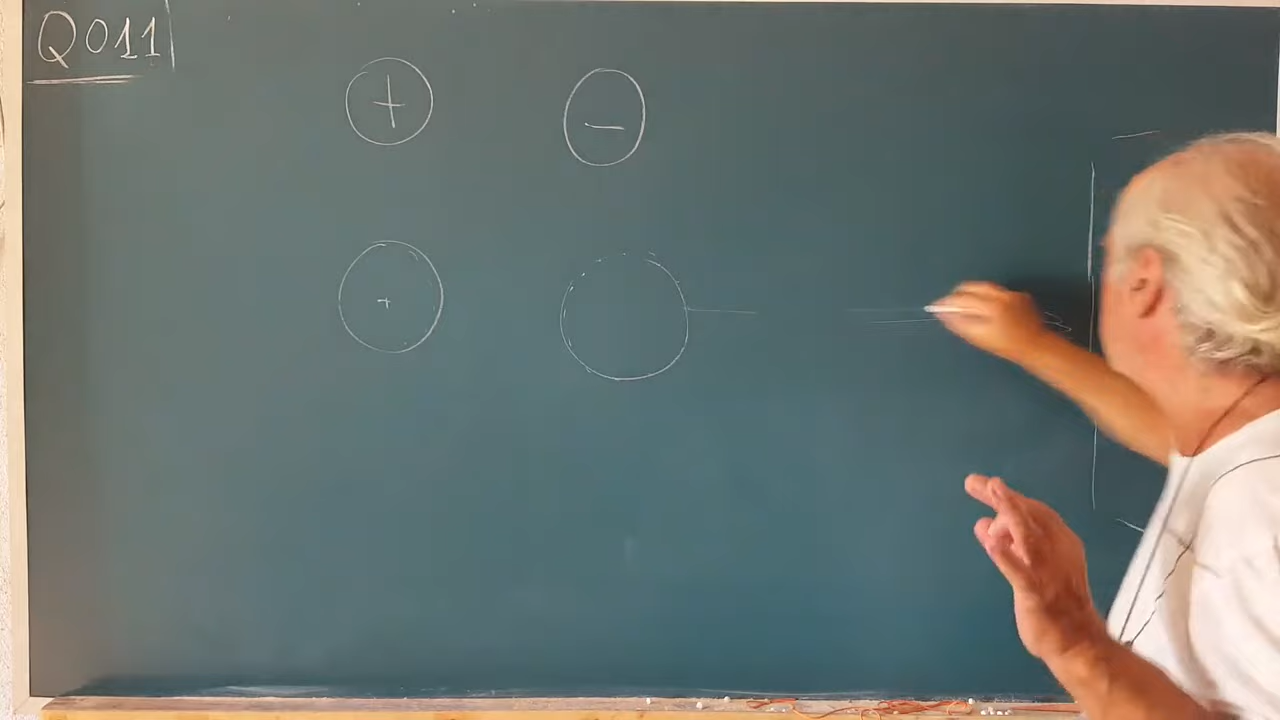 Q011
+ -
+